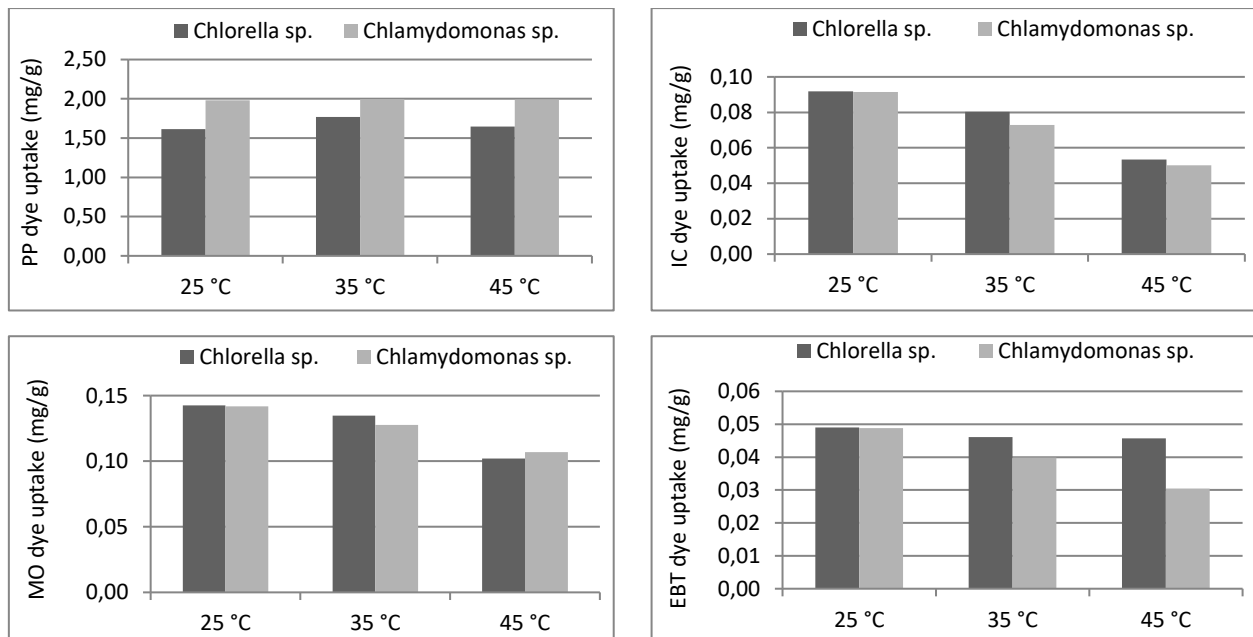 Chlorella sp. Chlamydomonas sp.
PP dye uptake (mg/g)
2,50
2,00
1,50
1,00
0,50
0,00
25 °C 35 °C 45 °C
Chlorella sp. Chlamydomonas sp.
IC dye uptake (mg/g)
0,10
0,08
0,06
0,04
0,02
0,00
25 °C 35 °C 45 °C
Chlorella sp. Chlamydomonas sp.
MO dye uptake (mg/g)
0,15
0,10
0,05
0,00
25 °C 35 °C 45 °C
Chlorella sp. Chlamydomonas sp.
EBT dye uptake (mg/g)
0,06
0,05
0,04
0,03
0,02
0,01
0,00
25 °C 35 °C 45 °C